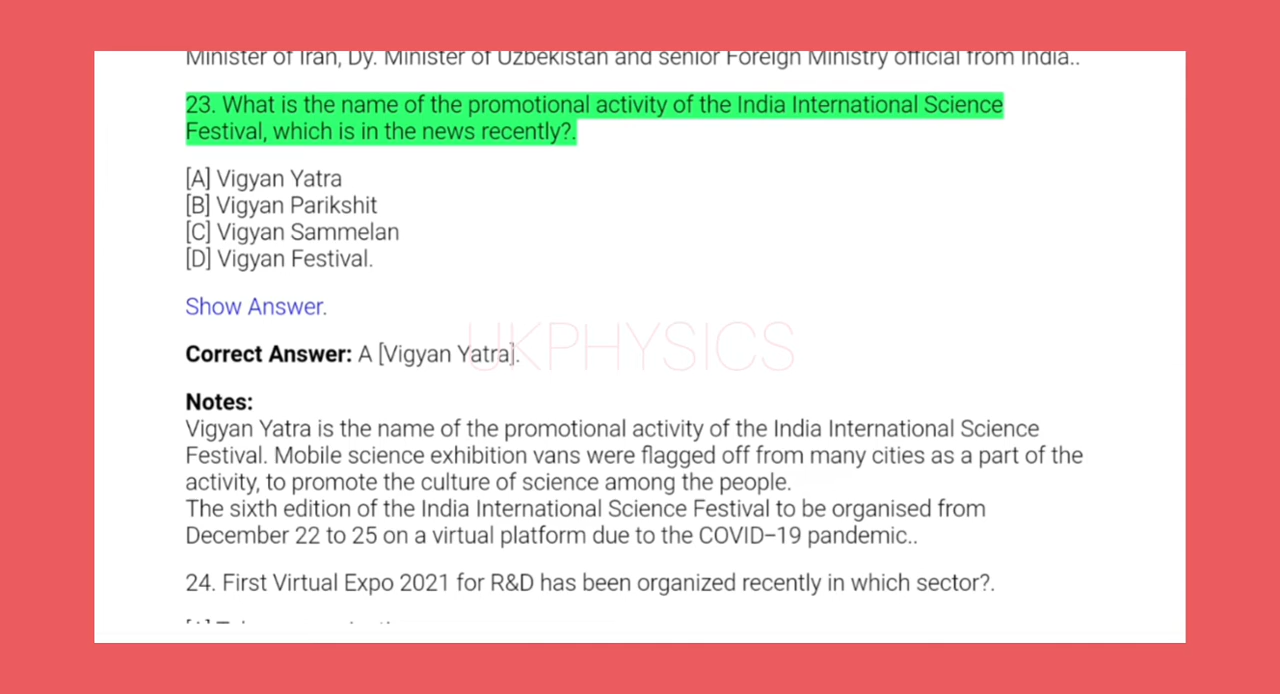 Minister of Iran, Dy. Minister of Uzbekistan and senior Foreign Ministry official from India..
23. What is the name of the promotional activity of the India International Science
Festival, which is in the news recently?.
[A] Vigyan Yatra
[B] Vigyan Parikshit
[C] Vigyan Sammelan
[D] Vigyan Festival.
Show Answer.
UKPHYSICS
Correct Answer: A [Vigyan Yatra].
Notes:
Vigyan Yatra is the name of the promotional activity of the India International Science
Festival. Mobile science exhibition vans were flagged off from many cities as a part of the
activity, to promote the culture of science among the people.
The sixth edition of the India International Science Festival to be organised from
December 22 to 25 on a virtual platform due to the COVID–19 pandemic..
24. First Virtual Expo 2021 for R&D has been organized recently in which sector?.